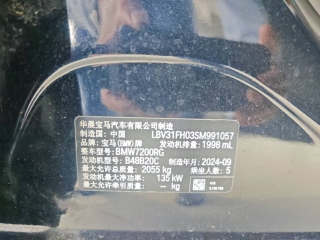 华晨宝马汽车有限公司制造
制造国：中国 LBV31FH03SM991057
品牌：宝马(BMW)牌 发动机排量：1998 mL
整车型号：BMW7200RG
发动机型号：B48B20C 制造年月：2024-09
最大允许总质量：2055 kg 乘坐人数：5
发动机最大净功率：135 kW
最大允许牵引质量：-- kg